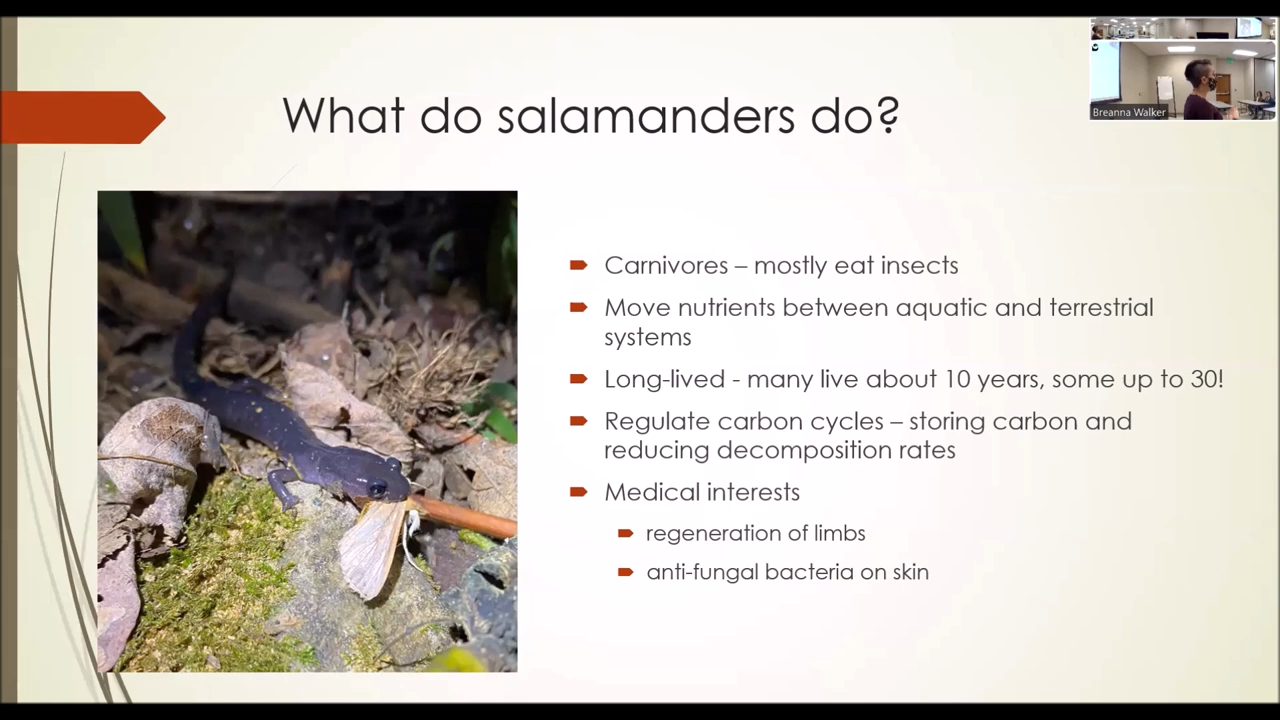 What do salamanders do?
Breanna Walker
Carnivores – mostly eat insects
Move nutrients between aquatic and terrestrial
systems
Long-lived - many live about 10 years, some up to 30!
Regulate carbon cycles – storing carbon and
reducing decomposition rates
Medical interests
regeneration of limbs
anti-fungal bacteria on skin